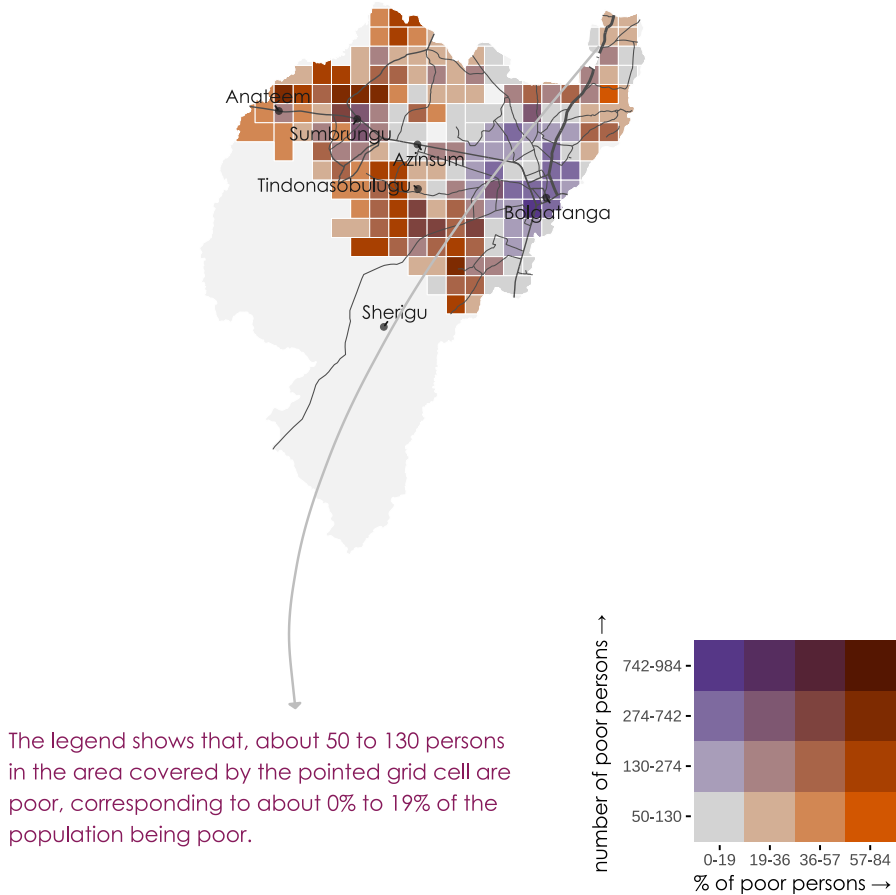 Anateem
Sumbrungu
Azinsum
Tindonasobulugu
Bolgatanga
Sherigu
The legend shows that, about 50 to 130 persons
in the area covered by the pointed grid cell are
poor, corresponding to about 0% to 19% of the
population being poor.
number of poor persons →
742-984
274-742
130-274
50-130
0-19 19-36 36-57 57-84
% of poor persons →